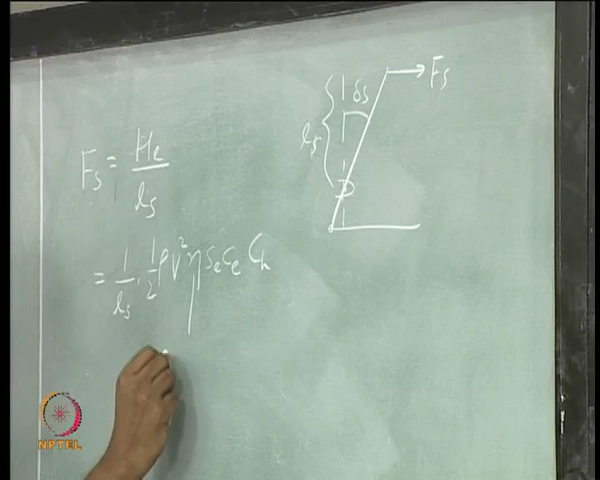 Fs = He / ls
= 1/ls · 1/2 ρ V² η Se ce Ch
δs
Fs
ls
NPTEL